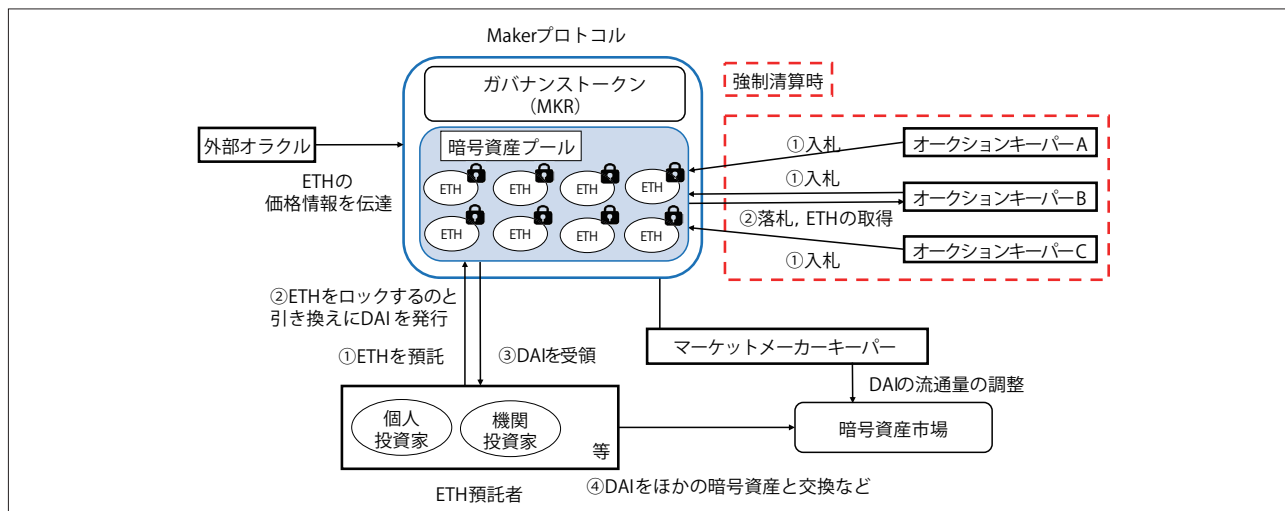 Makerプロトコル
ガバナンストークン
（MKR）
強制清算時
外部オラクル
暗号資産プール
①入札
オークションキーパーA
ETHの
価格情報を伝達
ETH
ETH
ETH
ETH
①入札
オークションキーパーB
②落札，ETHの取得
ETH
ETH
ETH
ETH
オークションキーパーC
①入札
②ETHをロックするのと
引き換えにDAIを発行
①ETHを預託
③DAIを受領
マーケットメーカーキーパー
DAIの流通量の調整
個人
投資家
機関
投資家
等
暗号資産市場
ETH預託者
④DAIをほかの暗号資産と交換など